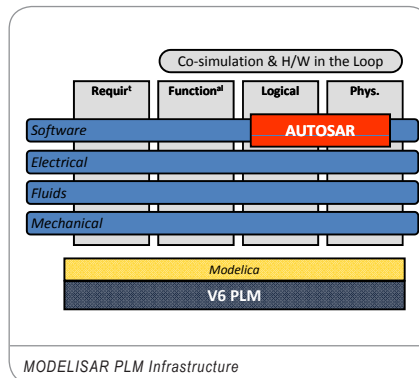 Co-simulation & H/W in the Loop
Requirᵗ Functionᵃˡ Logical Phys.
Software AUTOSAR
Electrical
Fluids
Mechanical
Modelica
V6 PLM
MODELISAR PLM Infrastructure